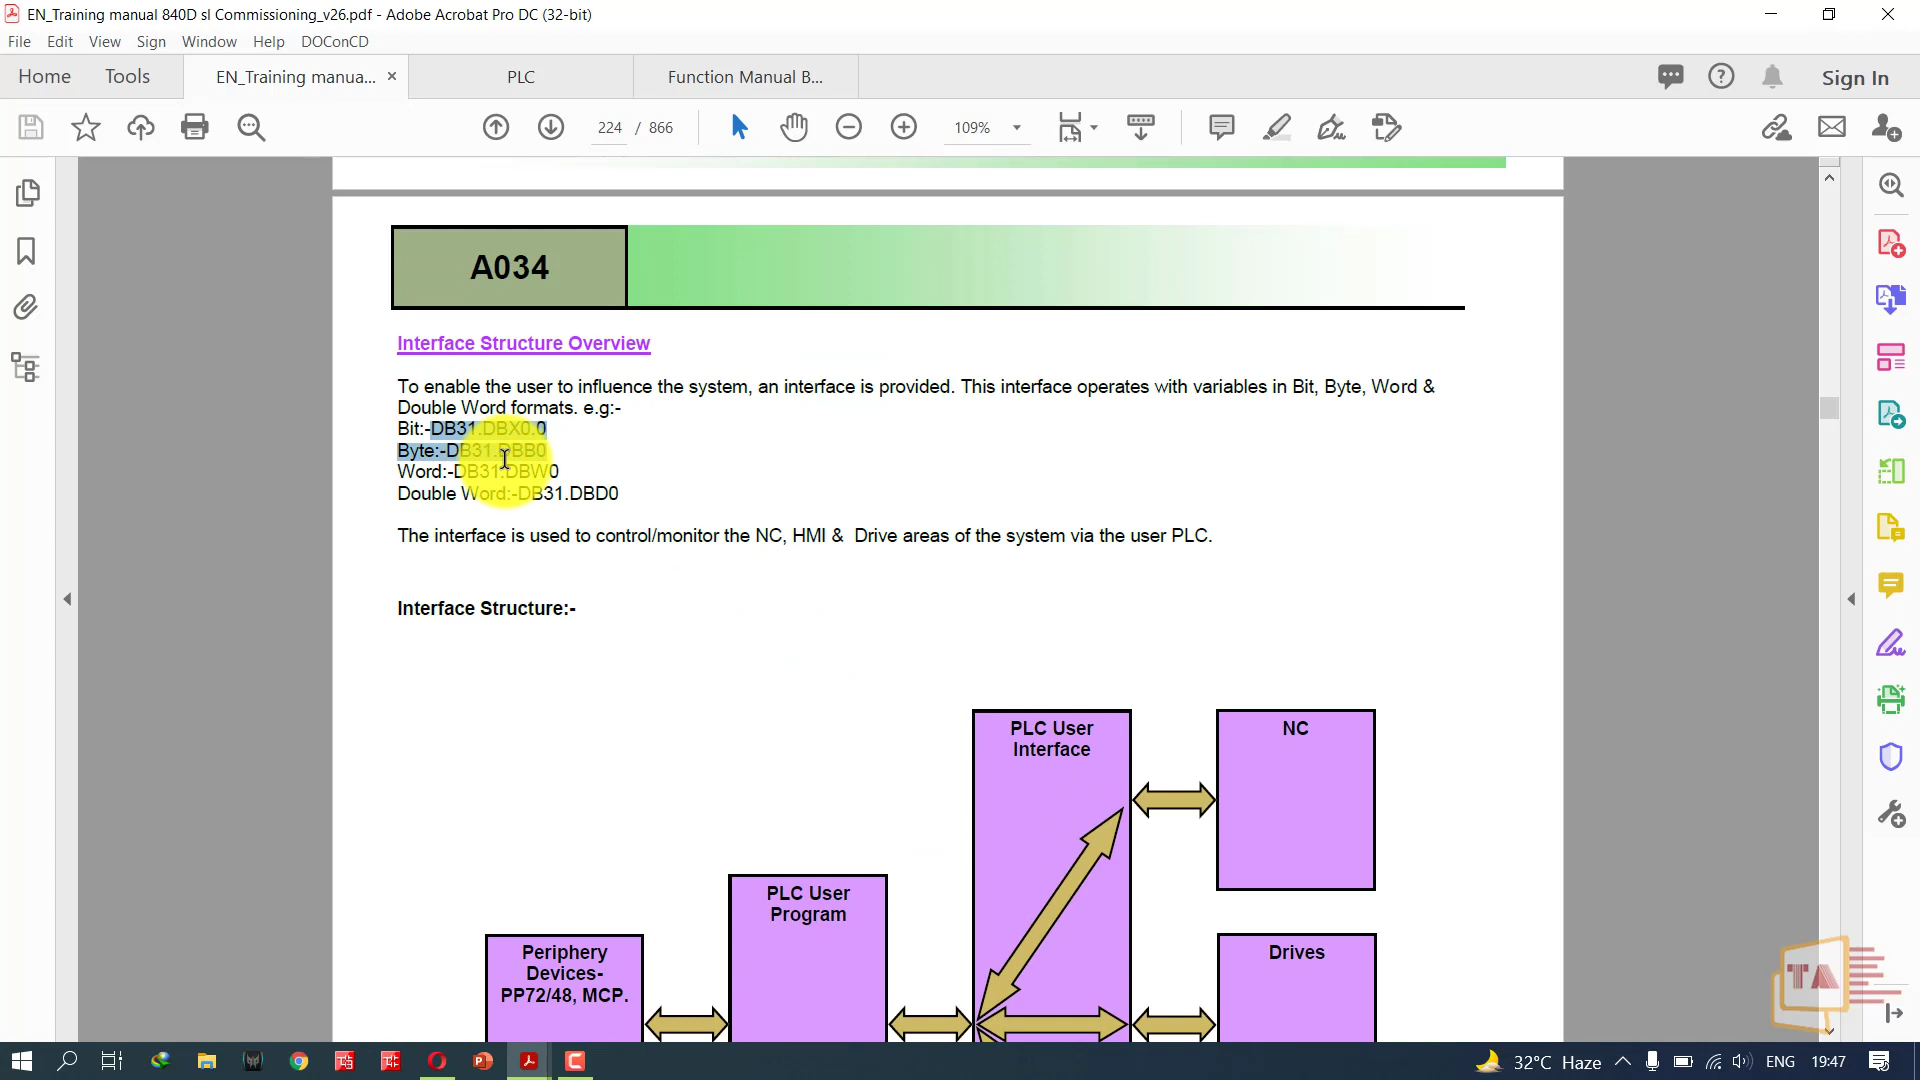 EN_Training manual 840D sl Commissioning_v26.pdf - Adobe Acrobat Pro DC (32-bit)
File Edit View Sign Window Help DOConCD
Home Tools EN_Training manua... × PLC Function Manual B... Sign In
224 / 866 109%
A034
Interface Structure Overview
To enable the user to influence the system, an interface is provided. This interface operates with variables in Bit, Byte, Word &
Double Word formats. e.g:-
Bit:-DB31.DBX0.0
Byte:-DB31.DBB0
Word:-DB31.DBW0
Double Word:-DB31.DBD0
The interface is used to control/monitor the NC, HMI & Drive areas of the system via the user PLC.
Interface Structure:-
PLC User
Interface
NC
PLC User
Program
Periphery
Devices-
PP72/48, MCP.
Drives
TA
32°C Haze ENG 19:47